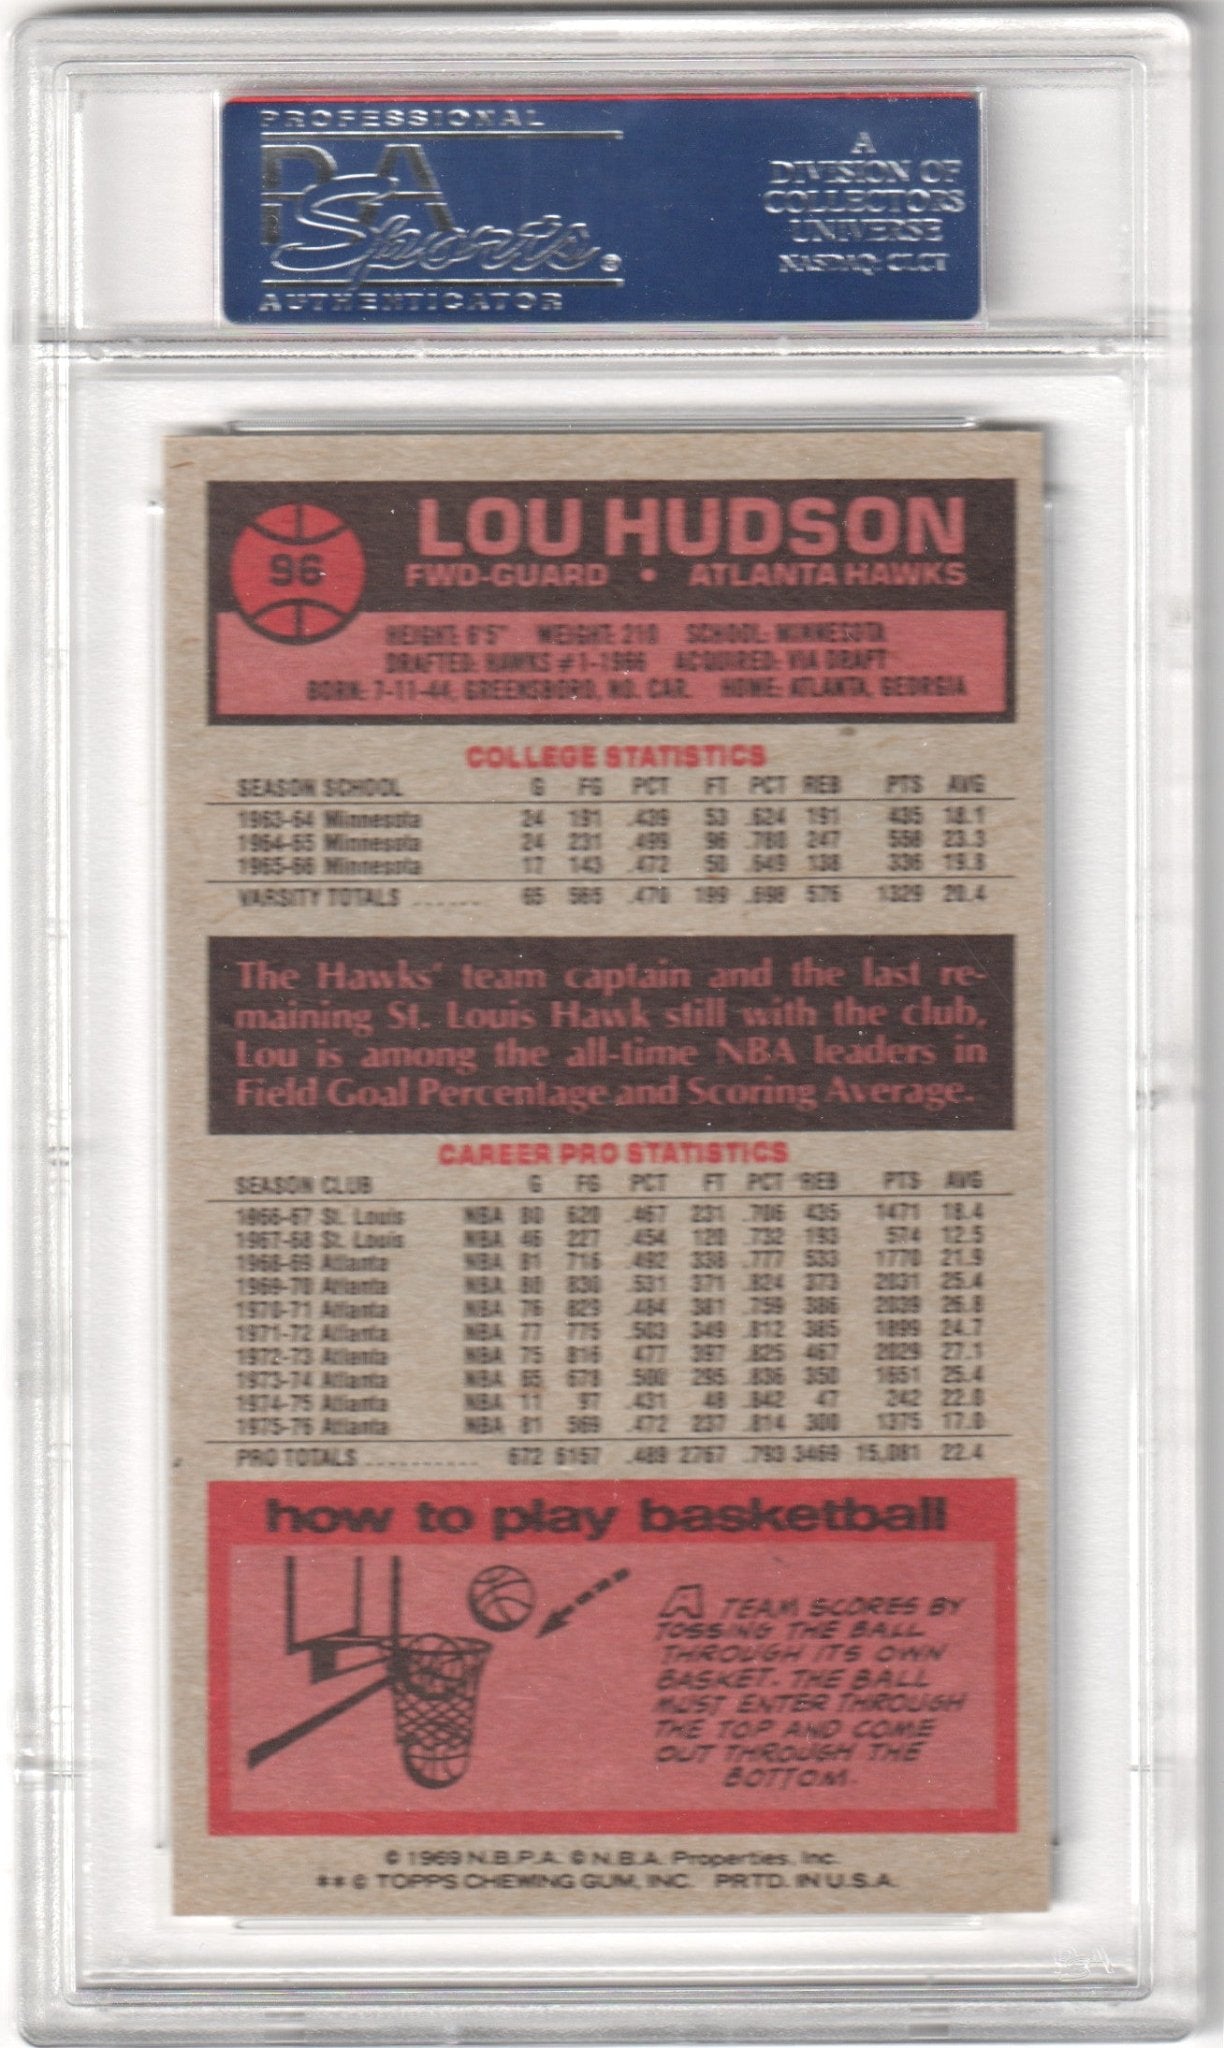 PROFESSIONAL
PSA
Sports®
AUTHENTICATOR
A
DIVISION OF
COLLECTORS
UNIVERSE
NASDAQ: CLCT
96
LOU HUDSON
FWD-GUARD • ATLANTA HAWKS
HEIGHT: 6'5" WEIGHT: 210 SCHOOL: MINNESOTA
DRAFTED: HAWKS #1-1966 ACQUIRED: VIA DRAFT
BORN: 7-11-44, GREENSBORO, NO. CAR. HOME: ATLANTA, GEORGIA
COLLEGE STATISTICS
SEASON SCHOOL G FG PCT FT PCT REB PTS AVG
1963-64 Minnesota 24 191 .439 53 .624 191 435 18.1
1964-65 Minnesota 24 231 .499 96 .780 247 558 23.3
1965-66 Minnesota 17 143 .472 50 .649 138 336 19.8
VARSITY TOTALS ...... 65 565 .470 199 .698 576 1329 20.4
The Hawks' team captain and the last re-
maining St. Louis Hawk still with the club,
Lou is among the all-time NBA leaders in
Field Goal Percentage and Scoring Average.
CAREER PRO STATISTICS
SEASON CLUB G FG PCT FT PCT REB PTS AVG
1966-67 St. Louis NBA 80 620 .467 231 .706 435 1471 18.4
1967-68 St. Louis NBA 46 227 .454 120 .732 193 574 12.5
1968-69 Atlanta NBA 81 716 .492 338 .777 533 1770 21.9
1969-70 Atlanta NBA 80 830 .531 371 .824 373 2031 25.4
1970-71 Atlanta NBA 76 829 .484 381 .759 386 2039 26.8
1971-72 Atlanta NBA 77 775 .503 349 .812 385 1899 24.7
1972-73 Atlanta NBA 75 816 .477 397 .825 467 2029 27.1
1973-74 Atlanta NBA 65 678 .500 295 .836 350 1651 25.4
1974-75 Atlanta NBA 11 97 .431 48 .842 47 242 22.8
1975-76 Atlanta NBA 81 569 .472 237 .814 300 1375 17.0
PRO TOTALS ........... 672 6157 .489 2767 .793 3469 15,081 22.4
how to play basketball
A TEAM SCORES BY
TOSSING THE BALL
THROUGH ITS OWN
BASKET. THE BALL
MUST ENTER THROUGH
THE TOP AND COME
OUT THROUGH THE
BOTTOM.
© 1969 N.B.P.A. © N.B.A. Properties, Inc.
** © TOPPS CHEWING GUM, INC. PRTD. IN U.S.A.